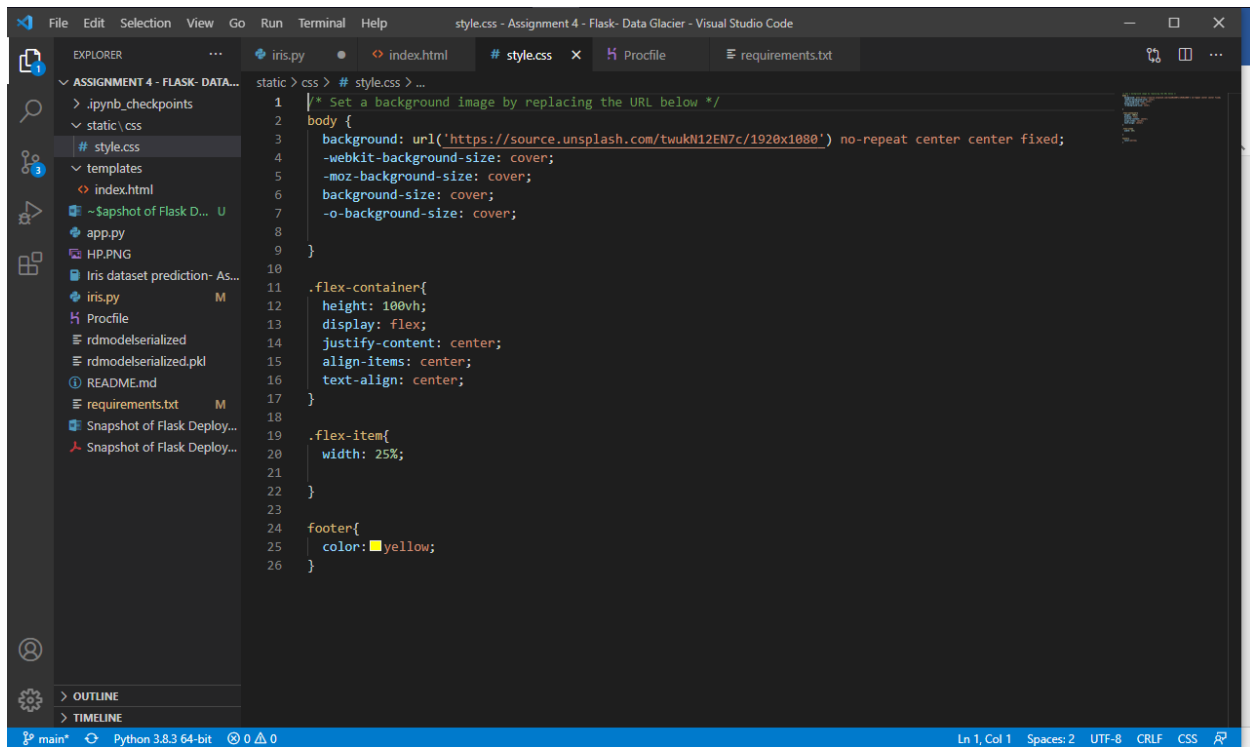 File Edit Selection View Go Run Terminal Help style.css - Assignment 4 - Flask- Data Glacier - Visual Studio Code
EXPLORER ···
iris.py index.html # style.css Procfile requirements.txt
ASSIGNMENT 4 - FLASK- DATA...
.ipynb_checkpoints
static\css
# style.css
templates
index.html
~$apshot of Flask D... U
app.py
HP.PNG
Iris dataset prediction- As...
iris.py M
Procfile
rdmodelserialized
rdmodelserialized.pkl
README.md
requirements.txt M
Snapshot of Flask Deploy...
Snapshot of Flask Deploy...
OUTLINE
TIMELINE
1
3
static > css > # style.css > ...
1 /* Set a background image by replacing the URL below */
2 body {
3 background: url('https://source.unsplash.com/twukN12EN7c/1920x1080') no-repeat center center fixed;
4 -webkit-background-size: cover;
5 -moz-background-size: cover;
6 background-size: cover;
7 -o-background-size: cover;
8
9 }
10
11 .flex-container{
12 height: 100vh;
13 display: flex;
14 justify-content: center;
15 align-items: center;
16 text-align: center;
17 }
18
19 .flex-item{
20 width: 25%;
21
22 }
23
24 footer{
25 color: yellow;
26 }
main* Python 3.8.3 64-bit 0 0 Ln 1, Col 1 Spaces: 2 UTF-8 CRLF CSS